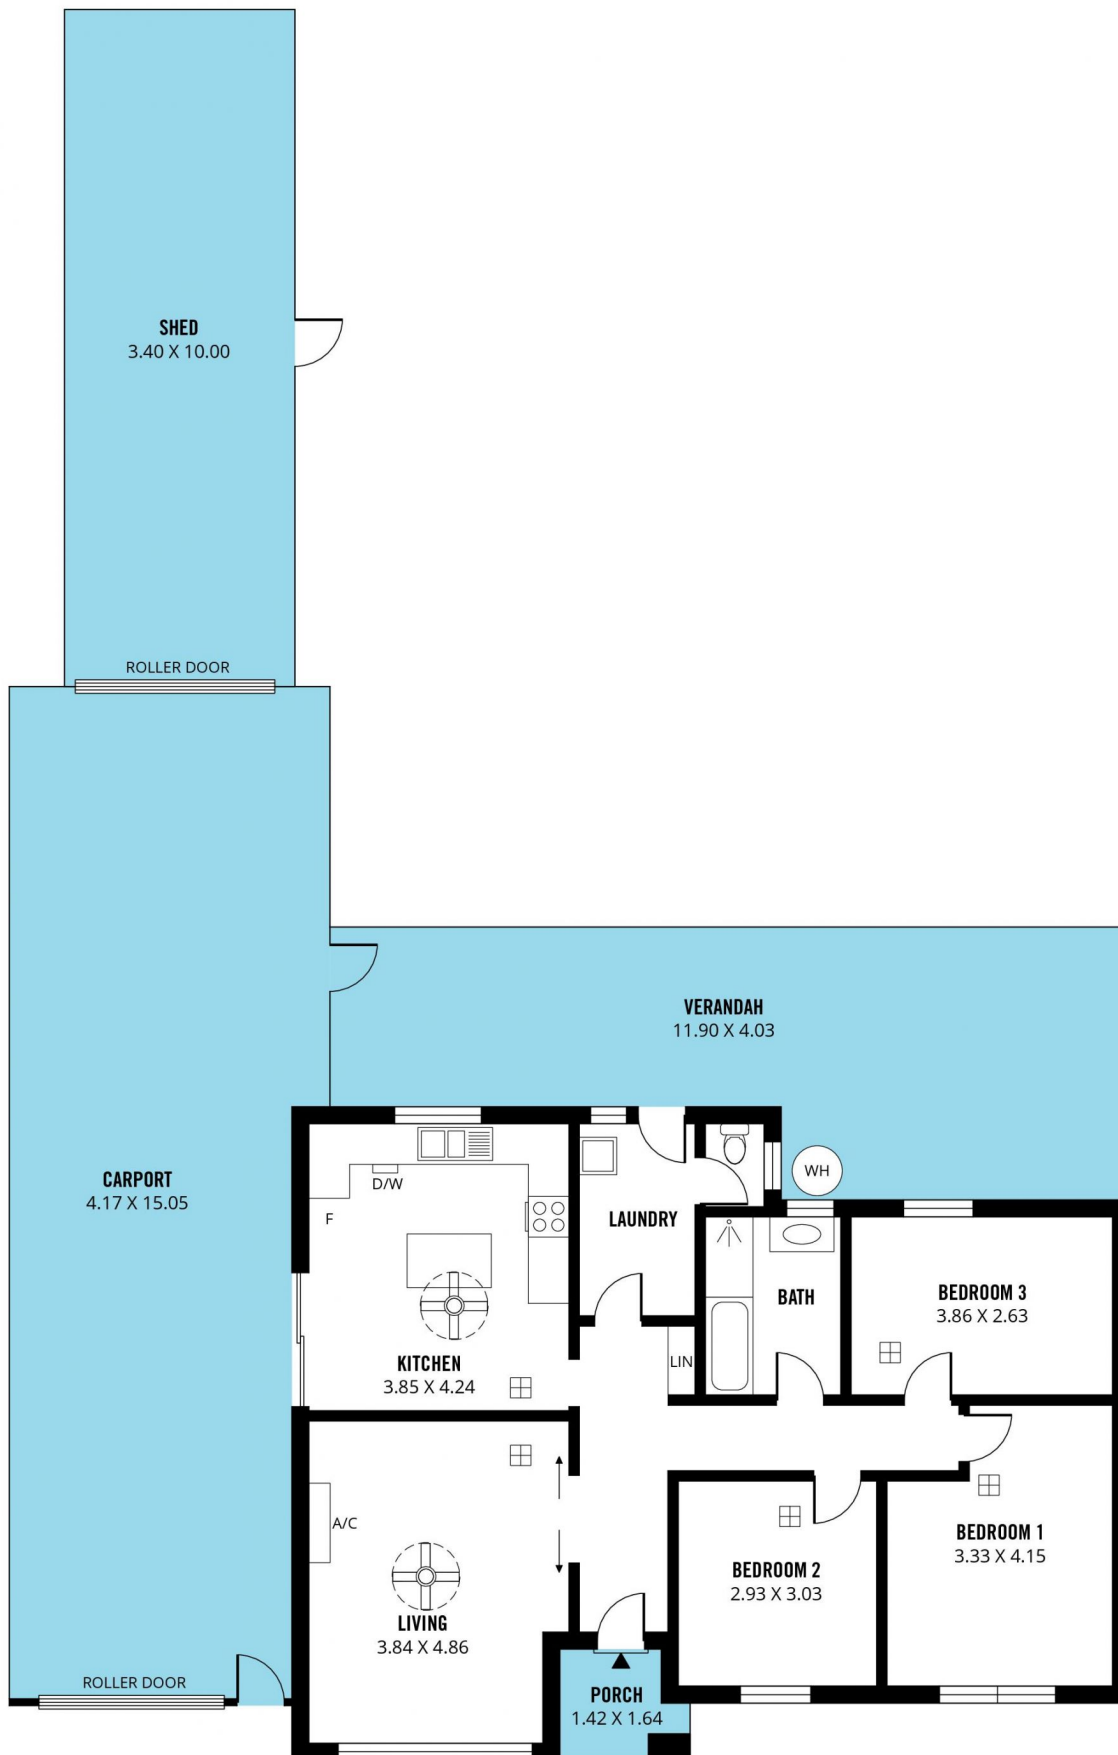 SHED
3.40 X 10.00
ROLLER DOOR
VERANDAH
11.90 X 4.03
CARPORT
4.17 X 15.05
D/W
F
WH
LAUNDRY
BATH
BEDROOM 3
3.86 X 2.63
KITCHEN
3.85 X 4.24
LIN
A/C
BEDROOM 1
3.33 X 4.15
BEDROOM 2
2.93 X 3.03
LIVING
3.84 X 4.86
ROLLER DOOR
PORCH
1.42 X 1.64